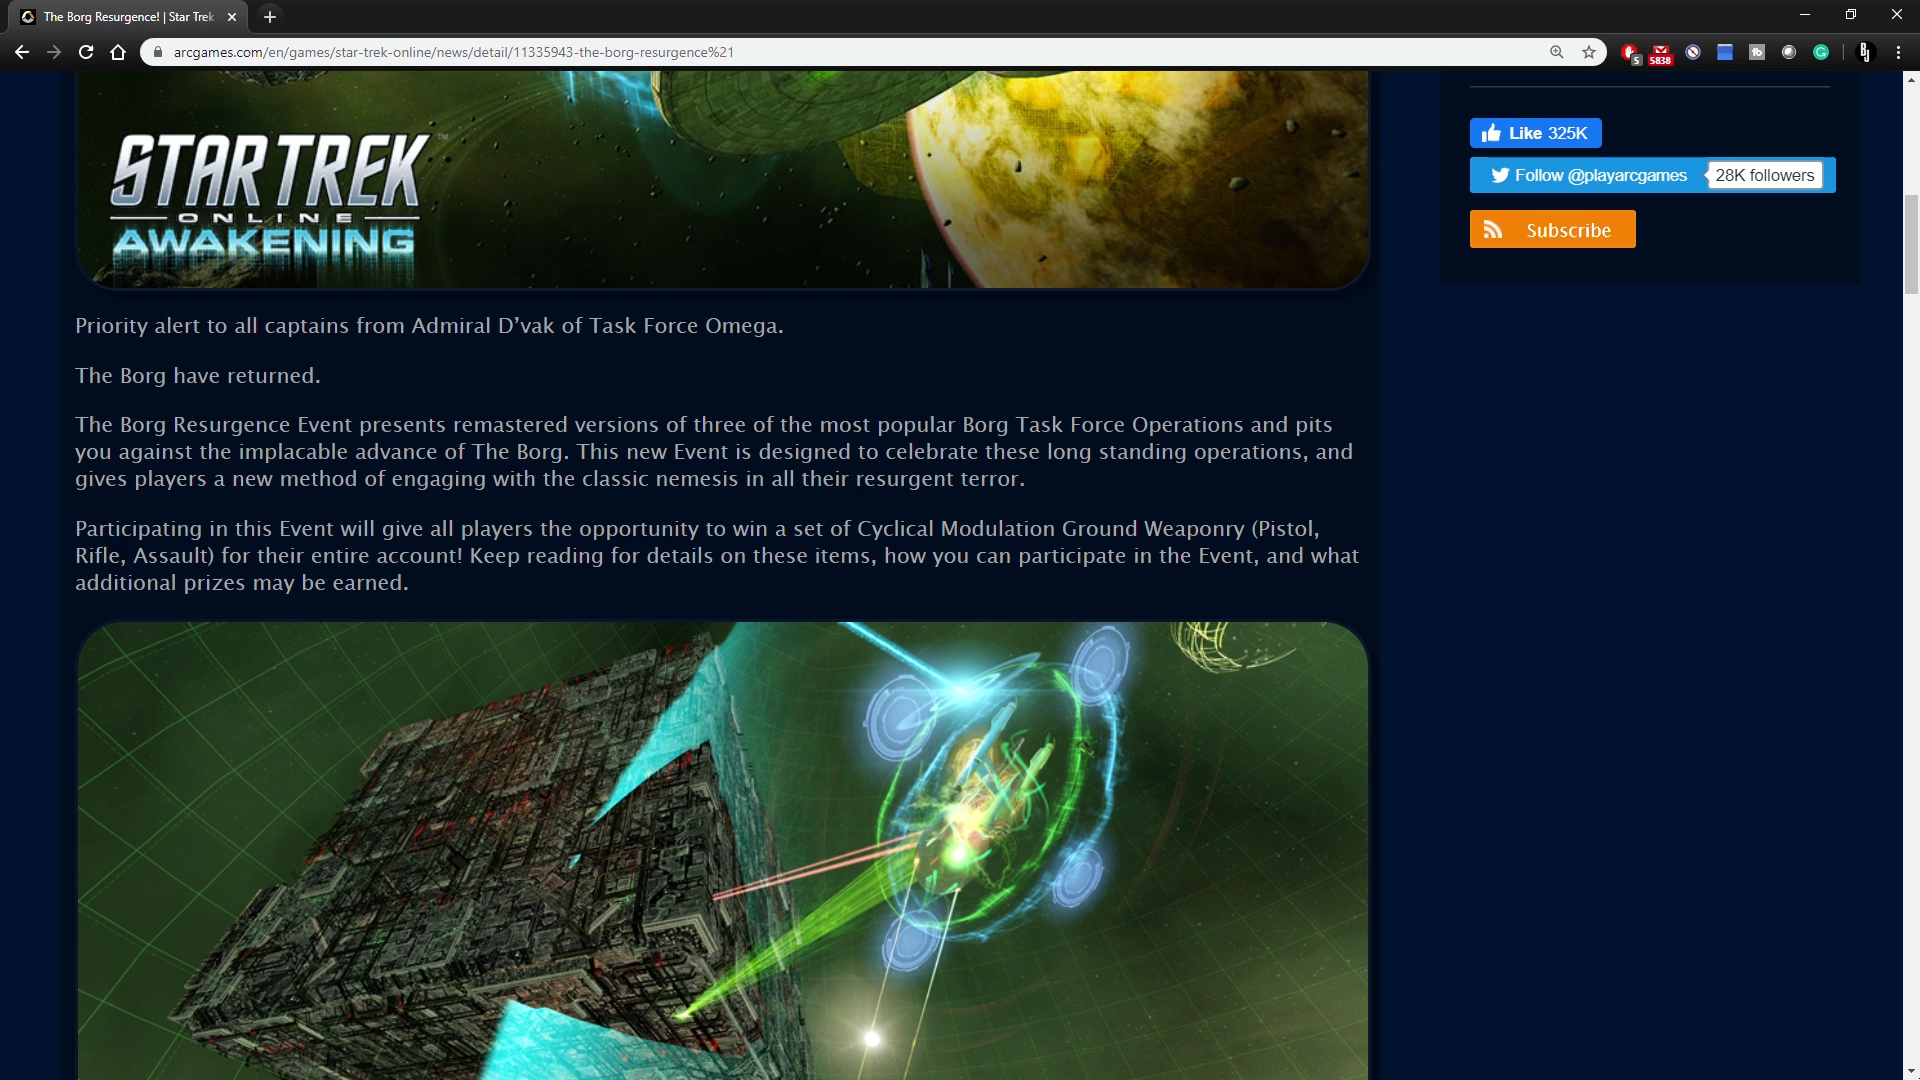 The Borg Resurgence! | Star Trek
arcgames.com/en/games/star-trek-online/news/detail/11335943-the-borg-resurgence%21
5
5838
fb
BJ
STAR TREK™
ONLINE
AWAKENING
Like 325K
Follow @playarcgames
28K followers
Subscribe
Priority alert to all captains from Admiral D’vak of Task Force Omega.
The Borg have returned.
The Borg Resurgence Event presents remastered versions of three of the most popular Borg Task Force Operations and pits
you against the implacable advance of The Borg. This new Event is designed to celebrate these long standing operations, and
gives players a new method of engaging with the classic nemesis in all their resurgent terror.
Participating in this Event will give all players the opportunity to win a set of Cyclical Modulation Ground Weaponry (Pistol,
Rifle, Assault) for their entire account! Keep reading for details on these items, how you can participate in the Event, and what
additional prizes may be earned.